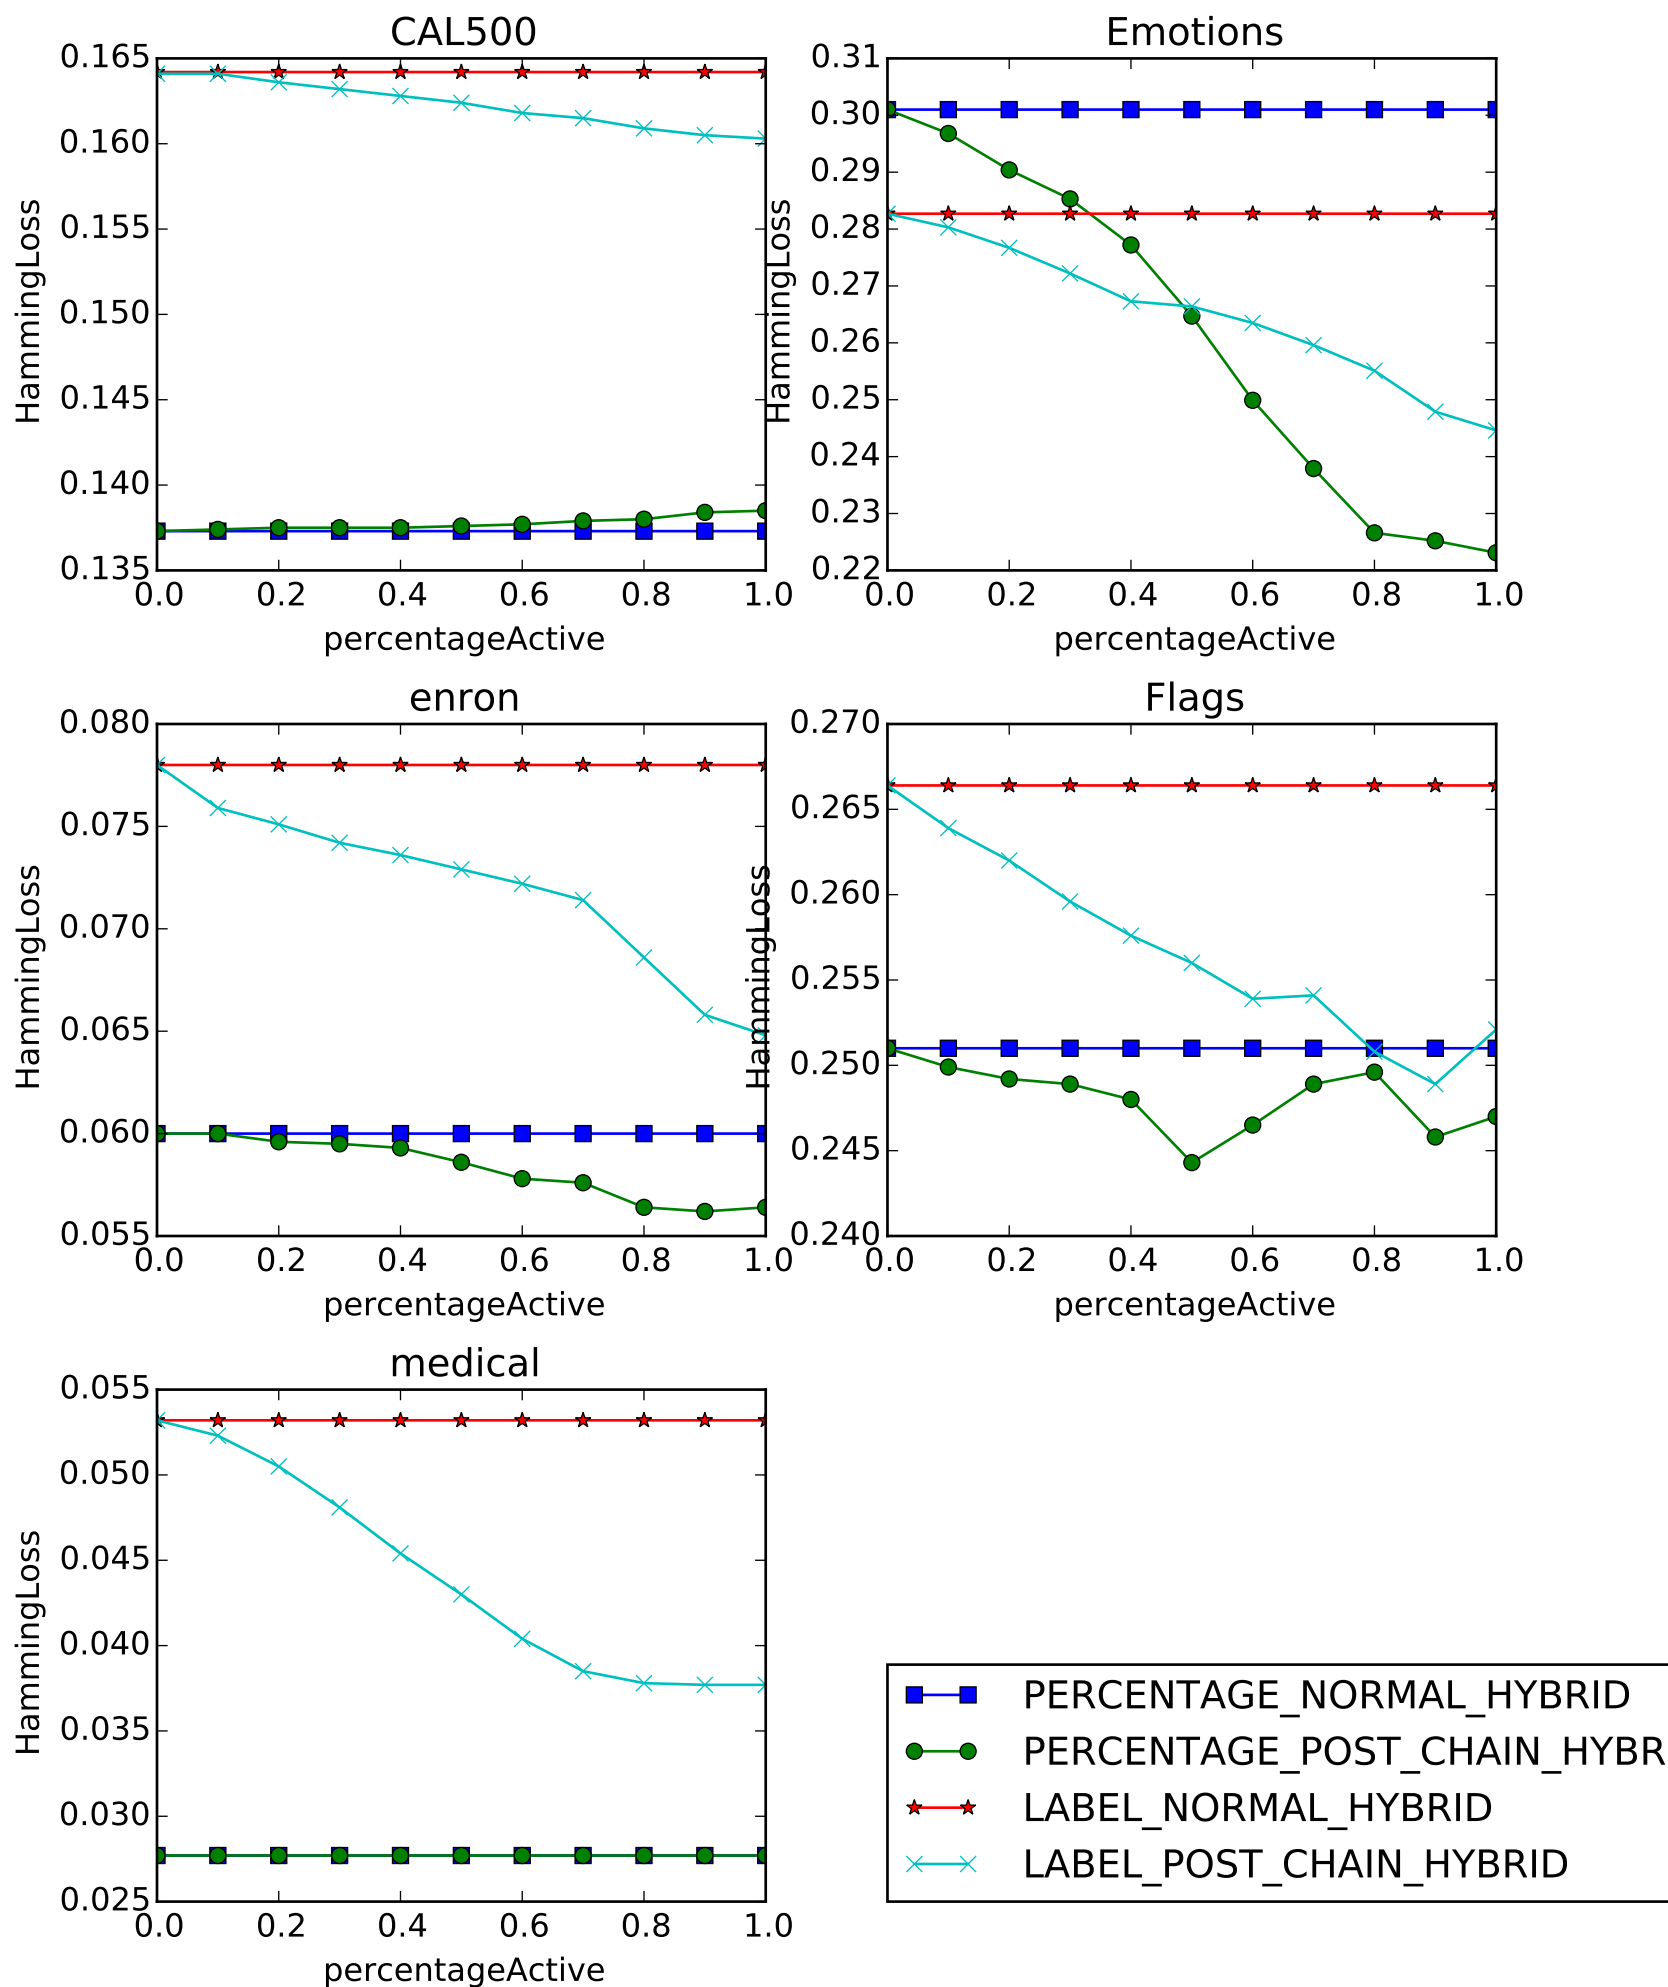 CAL500
0.165
0.160
0.155
0.150
0.145
0.140
0.135
HammingLoss
0.0 0.2 0.4 0.6 0.8 1.0
percentageActive
Emotions
0.31
0.30
0.29
0.28
0.27
0.26
0.25
0.24
0.23
0.22
HammingLoss
0.0 0.2 0.4 0.6 0.8 1.0
percentageActive
enron
0.080
0.075
0.070
0.065
0.060
0.055
HammingLoss
0.0 0.2 0.4 0.6 0.8 1.0
percentageActive
Flags
0.270
0.265
0.260
0.255
0.250
0.245
0.240
HammingLoss
0.0 0.2 0.4 0.6 0.8 1.0
percentageActive
medical
0.055
0.050
0.045
0.040
0.035
0.030
0.025
HammingLoss
0.0 0.2 0.4 0.6 0.8 1.0
percentageActive
PERCENTAGE_NORMAL_HYBRID
PERCENTAGE_POST_CHAIN_HYBR
LABEL_NORMAL_HYBRID
LABEL_POST_CHAIN_HYBRID